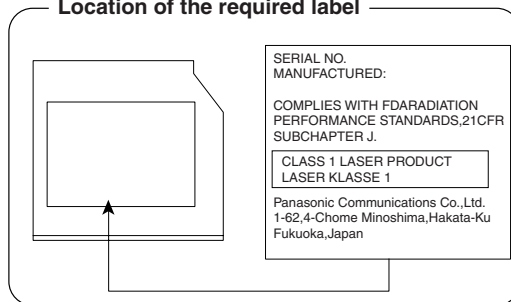 Location of the required label
SERIAL NO.
MANUFACTURED:
COMPLIES WITH FDARADIATION
PERFORMANCE STANDARDS,21CFR
SUBCHAPTER J.
CLASS 1 LASER PRODUCT
LASER KLASSE 1
Panasonic Communications Co.,Ltd.
1-62,4-Chome Minoshima,Hakata-Ku
Fukuoka,Japan